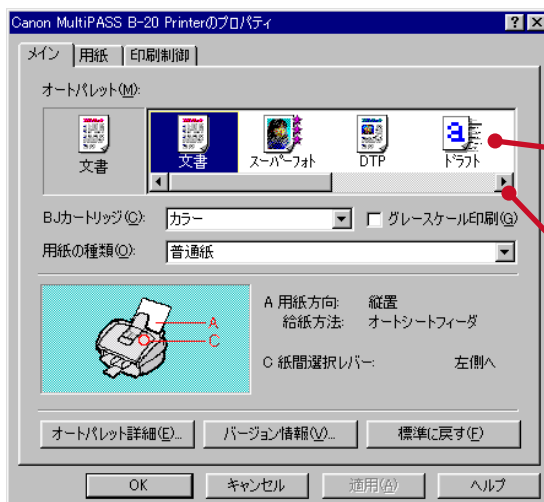 Canon MultiPASS B-20 Printerのプロパティ
メイン 用紙 印刷制御
オートパレット(M):
文書 文書 スーパーフォト DTP ドラフト
BJカートリッジ(C): カラー グレースケール印刷(G)
用紙の種類(O): 普通紙
A 用紙方向: 縦置
給紙方法: オートシートフィーダ
A
C
C 紙間選択レバー: 左側へ
オートパレット詳細(E)... バージョン情報(V)... 標準に戻す(F)
OK キャンセル 適用(A) ヘルプ